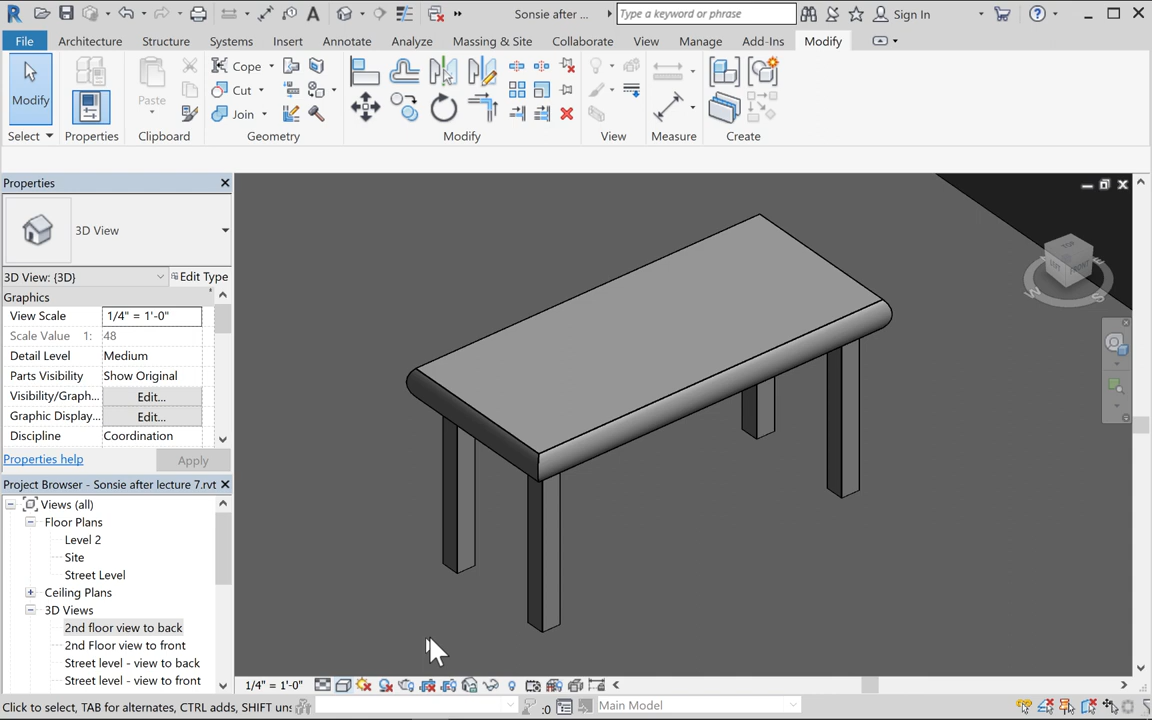 Sonsie after ...
Type a keyword or phrase
Sign In
File Architecture Structure Systems Insert Annotate Analyze Massing & Site Collaborate View Manage Add-Ins Modify
Modify
Paste
Cope
Cut
Join
Select Properties Clipboard Geometry Modify View Measure Create
Properties
3D View
3D View: {3D} Edit Type
Graphics
View Scale 1/4" = 1'-0"
Scale Value 1: 48
Detail Level Medium
Parts Visibility Show Original
Visibility/Graph... Edit...
Graphic Display... Edit...
Discipline Coordination
Properties help Apply
Project Browser - Sonsie after lecture 7.rvt
Views (all)
Floor Plans
Level 2
Site
Street Level
Ceiling Plans
3D Views
2nd floor view to back
2nd Floor view to front
Street level - view to back
Street level - view to front
TOP
FRONT
W
S
1/4" = 1'-0"
Click to select, TAB for alternates, CTRL adds, SHIFT uns
:0
Main Model